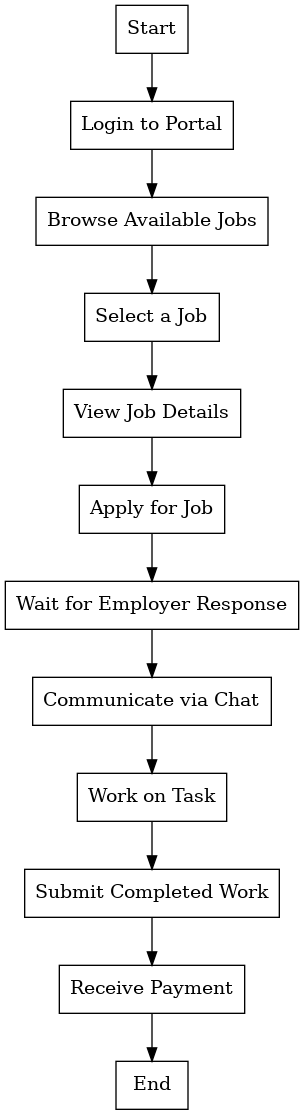 Start
Login to Portal
Browse Available Jobs
Select a Job
View Job Details
Apply for Job
Wait for Employer Response
Communicate via Chat
Work on Task
Submit Completed Work
Receive Payment
End